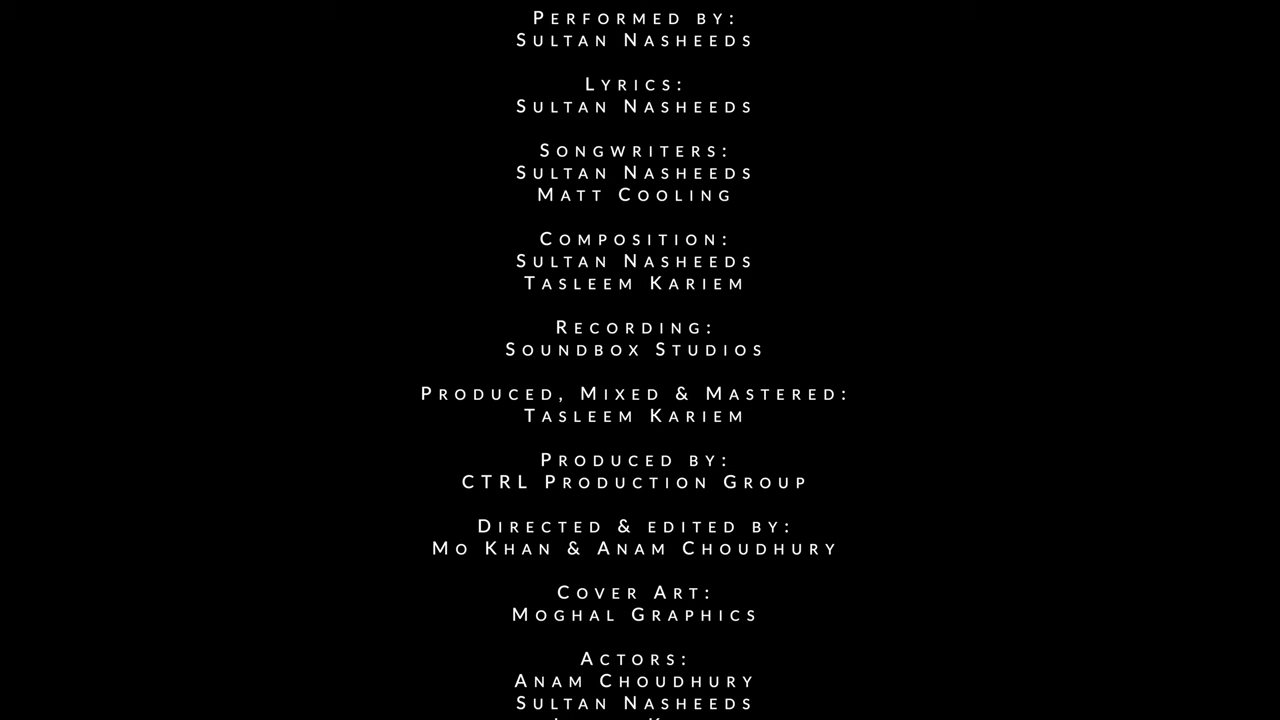 Performed by:
Sultan Nasheeds
Lyrics:
Sultan Nasheeds
Songwriters:
Sultan Nasheeds
Matt Cooling
Composition:
Sultan Nasheeds
Tasleem Kariem
Recording:
Soundbox Studios
Produced, Mixed & Mastered:
Tasleem Kariem
Produced by:
CTRL Production Group
Directed & edited by:
Mo Khan & Anam Choudhury
Cover Art:
Moghal Graphics
Actors:
Anam Choudhury
Sultan Nasheeds